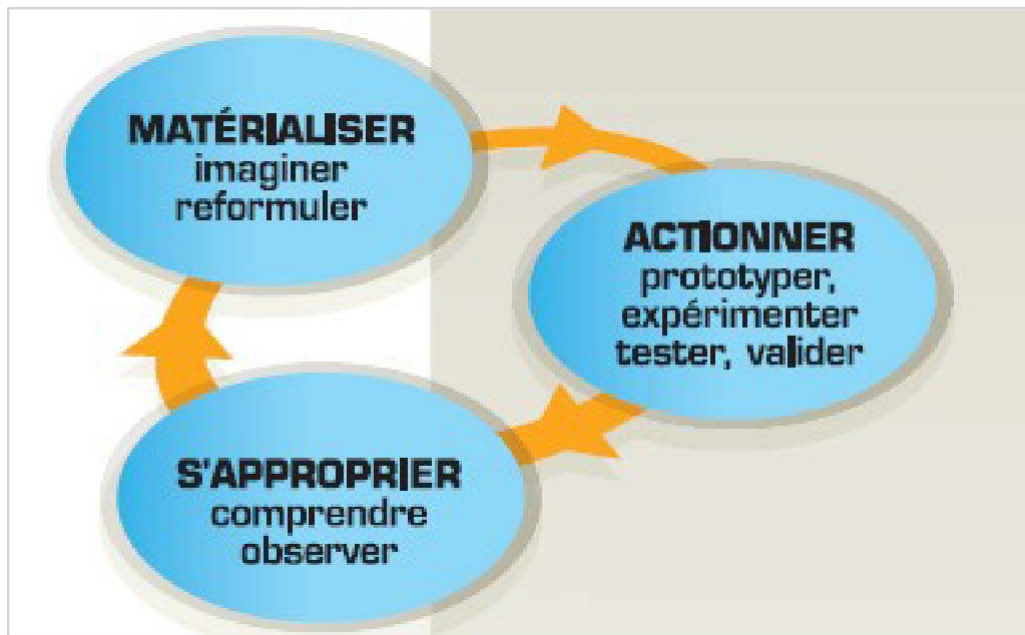 MATÉRIALISER
imaginer
reformuler
ACTIONNER
prototyper,
expérimenter
tester, valider
S'APPROPRIER
comprendre
observer